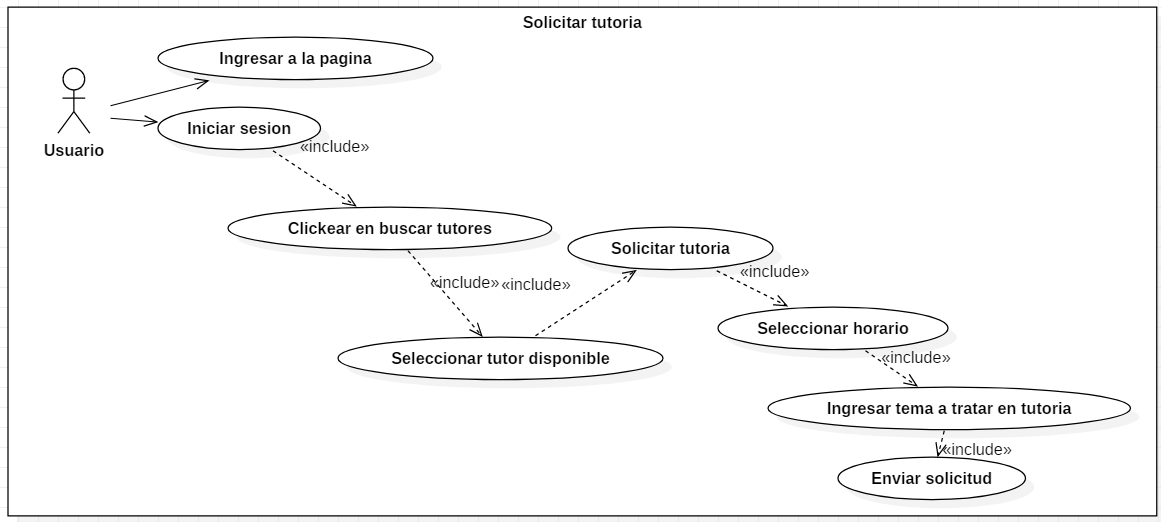 Solicitar tutoria
Ingresar a la pagina
Iniciar sesion
Usuario
«include»
Clickear en buscar tutores
Solicitar tutoria
«include»
«include»
«include»
Seleccionar horario
Seleccionar tutor disponible
«include»
Ingresar tema a tratar en tutoria
«include»
Enviar solicitud